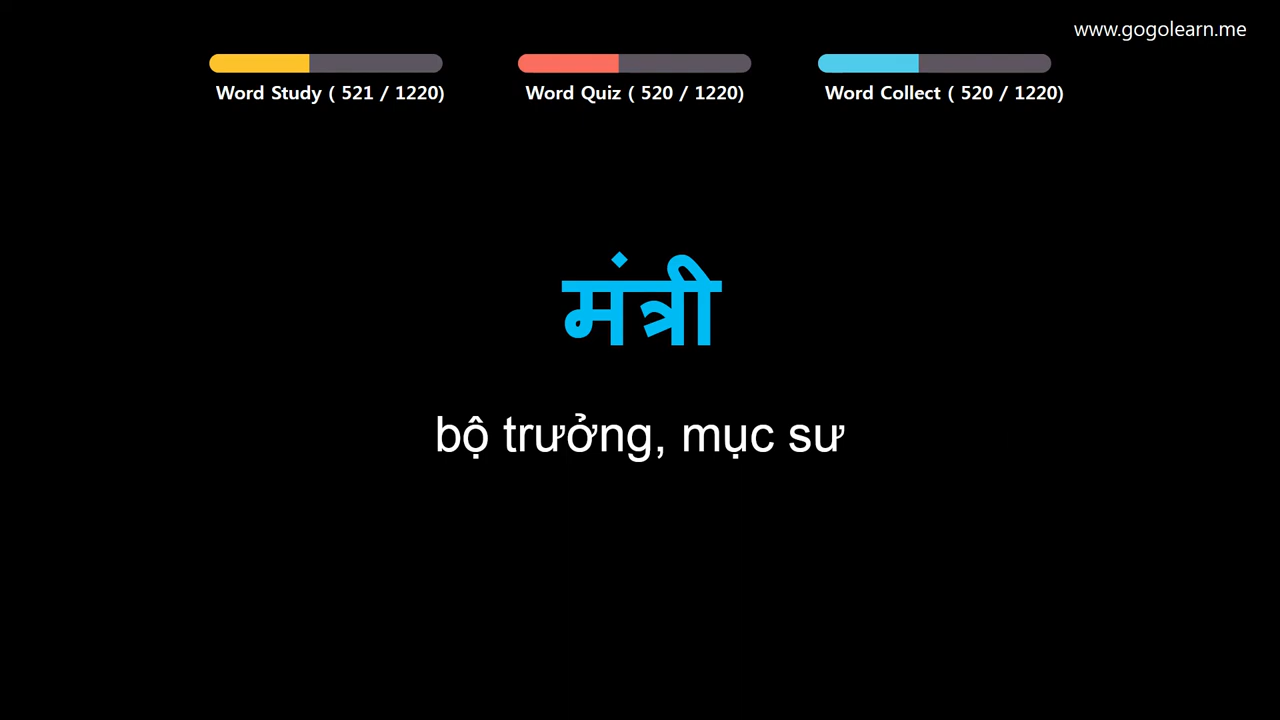 www.gogolearn.me
Word Study ( 521 / 1220)
Word Quiz ( 520 / 1220)
Word Collect ( 520 / 1220)
मंत्री
bộ trưởng, mục sư